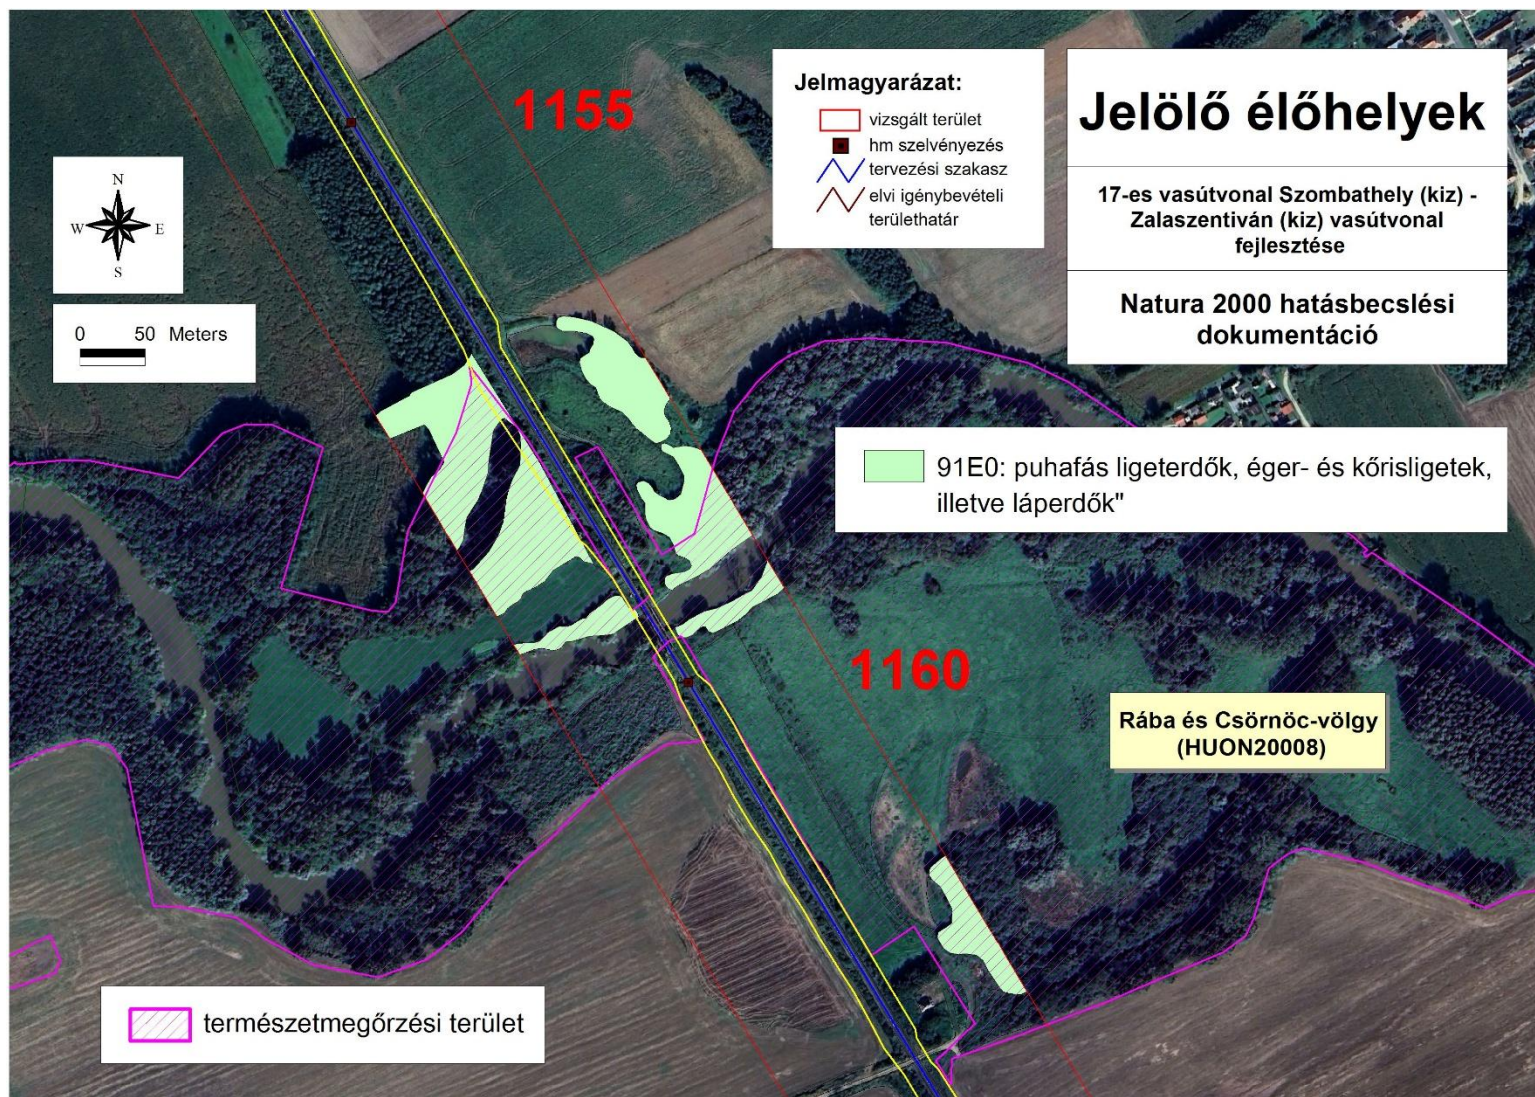 1155
Jelmagyarázat:
vizsgált terület
hm szelvényezés
tervezési szakasz
elvi igénybevételi
területhatár
Jelölő élőhelyek
17-es vasútvonal Szombathely (kiz) -
Zalaszentiván (kiz) vasútvonal
fejlesztése
Natura 2000 hatásbecslési
dokumentáció
N
W E
S
0 50 Meters
91E0: puhafás ligeterdők, éger- és kőrisligetek,
illetve láperdők"
1160
Rába és Csörnöc-völgy
(HUON20008)
természetmegőrzési terület